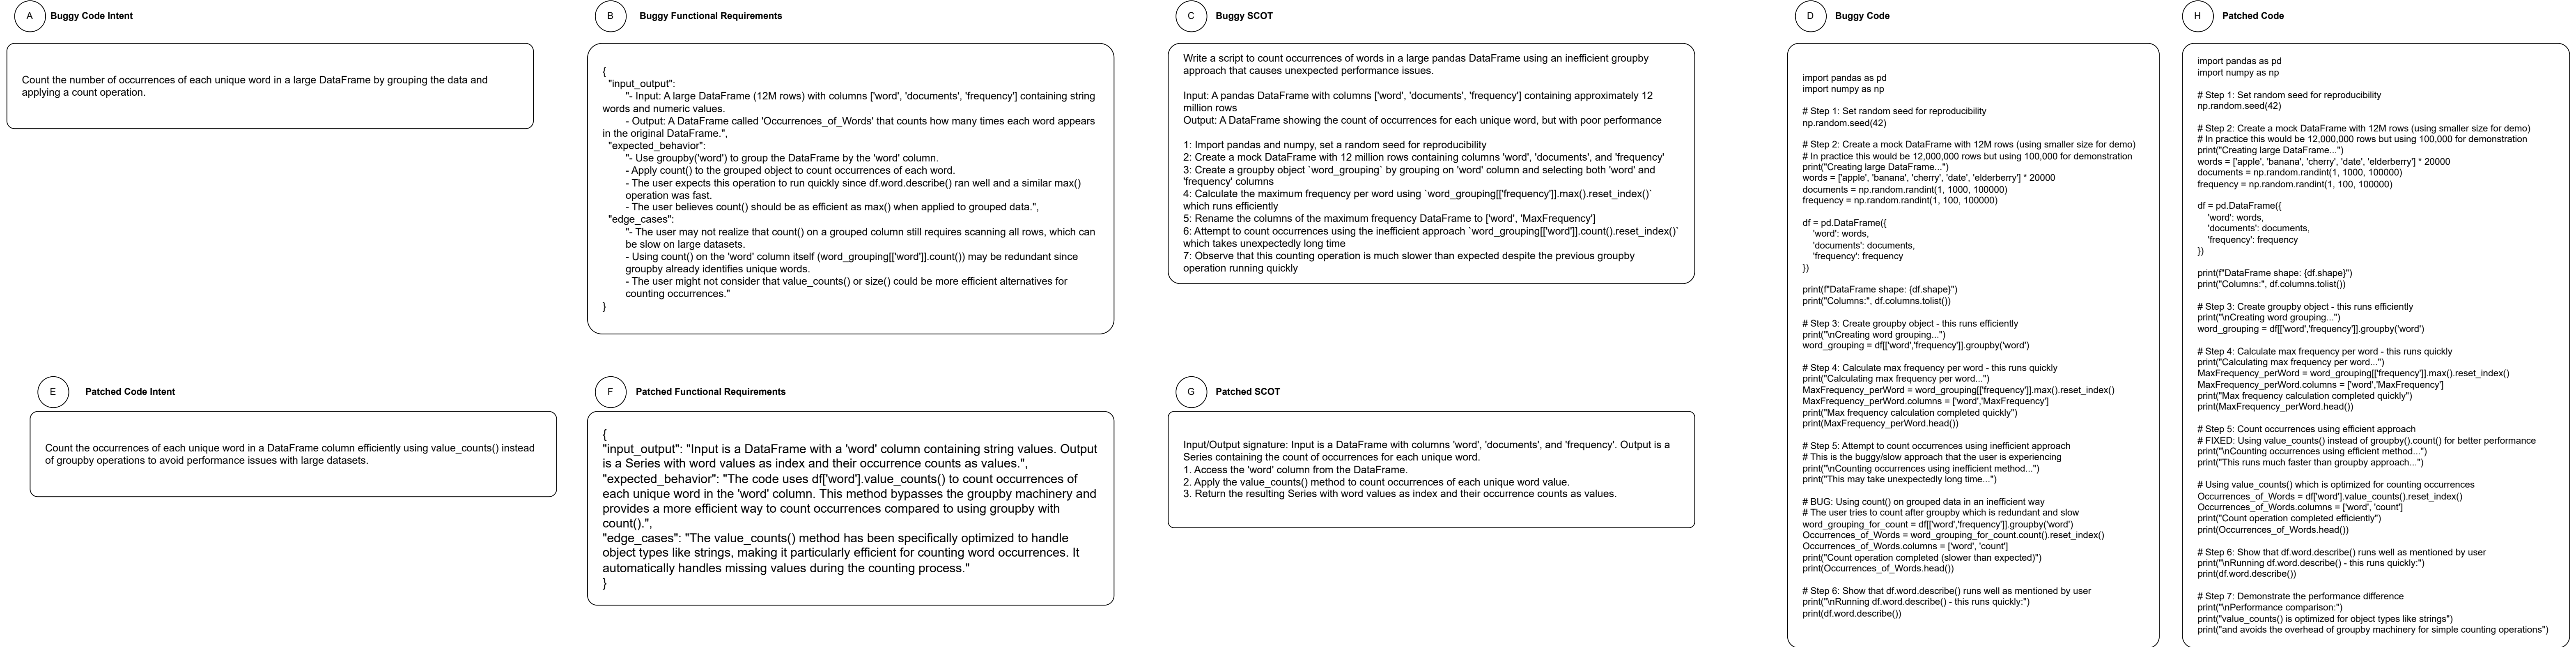 A
Buggy Code Intent
Count the number of occurrences of each unique word in a large DataFrame by grouping the data and
applying a count operation.
B
Buggy Functional Requirements
{
"input_output":
"- Input: A large DataFrame (12M rows) with columns ['word', 'documents', 'frequency'] containing string
words and numeric values.
- Output: A DataFrame called 'Occurrences_of_Words' that counts how many times each word appears
in the original DataFrame.",
"expected_behavior":
"- Use groupby('word') to group the DataFrame by the 'word' column.
- Apply count() to the grouped object to count occurrences of each word.
- The user expects this operation to run quickly since df.word.describe() ran well and a similar max()
operation was fast.
- The user believes count() should be as efficient as max() when applied to grouped data.",
"edge_cases":
"- The user may not realize that count() on a grouped column still requires scanning all rows, which can
be slow on large datasets.
- Using count() on the 'word' column itself (word_grouping[['word']].count()) may be redundant since
groupby already identifies unique words.
- The user might not consider that value_counts() or size() could be more efficient alternatives for
counting occurrences."
}
C
Buggy SCOT
Write a script to count occurrences of words in a large pandas DataFrame using an inefficient groupby
approach that causes unexpected performance issues.
Input: A pandas DataFrame with columns ['word', 'documents', 'frequency'] containing approximately 12
million rows
Output: A DataFrame showing the count of occurrences for each unique word, but with poor performance
1: Import pandas and numpy, set a random seed for reproducibility
2: Create a mock DataFrame with 12 million rows containing columns 'word', 'documents', and 'frequency'
3: Create a groupby object `word_grouping` by grouping on 'word' column and selecting both 'word' and
'frequency' columns
4: Calculate the maximum frequency per word using `word_grouping[['frequency']].max().reset_index()`
which runs efficiently
5: Rename the columns of the maximum frequency DataFrame to ['word', 'MaxFrequency']
6: Attempt to count occurrences using the inefficient approach `word_grouping[['word']].count().reset_index()`
which takes unexpectedly long time
7: Observe that this counting operation is much slower than expected despite the previous groupby
operation running quickly
D
Buggy Code
import pandas as pd
import numpy as np
# Step 1: Set random seed for reproducibility
np.random.seed(42)
# Step 2: Create a mock DataFrame with 12M rows (using smaller size for demo)
# In practice this would be 12,000,000 rows but using 100,000 for demonstration
print("Creating large DataFrame...")
words = ['apple', 'banana', 'cherry', 'date', 'elderberry'] * 20000
documents = np.random.randint(1, 1000, 100000)
frequency = np.random.randint(1, 100, 100000)
df = pd.DataFrame({
'word': words,
'documents': documents,
'frequency': frequency
})
print(f"DataFrame shape: {df.shape}")
print("Columns:", df.columns.tolist())
# Step 3: Create groupby object - this runs efficiently
print("\nCreating word grouping...")
word_grouping = df[['word','frequency']].groupby('word')
# Step 4: Calculate max frequency per word - this runs quickly
print("Calculating max frequency per word...")
MaxFrequency_perWord = word_grouping[['frequency']].max().reset_index()
MaxFrequency_perWord.columns = ['word','MaxFrequency']
print("Max frequency calculation completed quickly")
print(MaxFrequency_perWord.head())
# Step 5: Attempt to count occurrences using inefficient approach
# This is the buggy/slow approach that the user is experiencing
print("\nCounting occurrences using inefficient method...")
print("This may take unexpectedly long time...")
# BUG: Using count() on grouped data in an inefficient way
# The user tries to count after groupby which is redundant and slow
word_grouping_for_count = df[['word','frequency']].groupby('word')
Occurrences_of_Words = word_grouping_for_count.count().reset_index()
Occurrences_of_Words.columns = ['word', 'count']
print("Count operation completed (slower than expected)")
print(Occurrences_of_Words.head())
# Step 6: Show that df.word.describe() runs well as mentioned by user
print("\nRunning df.word.describe() - this runs quickly:")
print(df.word.describe())
H
Patched Code
import pandas as pd
import numpy as np
# Step 1: Set random seed for reproducibility
np.random.seed(42)
# Step 2: Create a mock DataFrame with 12M rows (using smaller size for demo)
# In practice this would be 12,000,000 rows but using 100,000 for demonstration
print("Creating large DataFrame...")
words = ['apple', 'banana', 'cherry', 'date', 'elderberry'] * 20000
documents = np.random.randint(1, 1000, 100000)
frequency = np.random.randint(1, 100, 100000)
df = pd.DataFrame({
'word': words,
'documents': documents,
'frequency': frequency
})
print(f"DataFrame shape: {df.shape}")
print("Columns:", df.columns.tolist())
# Step 3: Create groupby object - this runs efficiently
print("\nCreating word grouping...")
word_grouping = df[['word','frequency']].groupby('word')
# Step 4: Calculate max frequency per word - this runs quickly
print("Calculating max frequency per word...")
MaxFrequency_perWord = word_grouping[['frequency']].max().reset_index()
MaxFrequency_perWord.columns = ['word','MaxFrequency']
print("Max frequency calculation completed quickly")
print(MaxFrequency_perWord.head())
# Step 5: Count occurrences using efficient approach
# FIXED: Using value_counts() instead of groupby().count() for better performance
print("\nCounting occurrences using efficient method...")
print("This runs much faster than groupby approach...")
# Using value_counts() which is optimized for counting occurrences
Occurrences_of_Words = df['word'].value_counts().reset_index()
Occurrences_of_Words.columns = ['word', 'count']
print("Count operation completed efficiently")
print(Occurrences_of_Words.head())
# Step 6: Show that df.word.describe() runs well as mentioned by user
print("\nRunning df.word.describe() - this runs quickly:")
print(df.word.describe())
# Step 7: Demonstrate the performance difference
print("\nPerformance comparison:")
print("value_counts() is optimized for object types like strings")
print("and avoids the overhead of groupby machinery for simple counting operations")
E
Patched Code Intent
Count the occurrences of each unique word in a DataFrame column efficiently using value_counts() instead
of groupby operations to avoid performance issues with large datasets.
F
Patched Functional Requirements
{
"input_output": "Input is a DataFrame with a 'word' column containing string values. Output
is a Series with word values as index and their occurrence counts as values.",
"expected_behavior": "The code uses df['word'].value_counts() to count occurrences of
each unique word in the 'word' column. This method bypasses the groupby machinery and
provides a more efficient way to count occurrences compared to using groupby with
count().",
"edge_cases": "The value_counts() method has been specifically optimized to handle
object types like strings, making it particularly efficient for counting word occurrences. It
automatically handles missing values during the counting process."
}
G
Patched SCOT
Input/Output signature: Input is a DataFrame with columns 'word', 'documents', and 'frequency'. Output is a
Series containing the count of occurrences for each unique word.
1. Access the 'word' column from the DataFrame.
2. Apply the value_counts() method to count occurrences of each unique word value.
3. Return the resulting Series with word values as index and their occurrence counts as values.